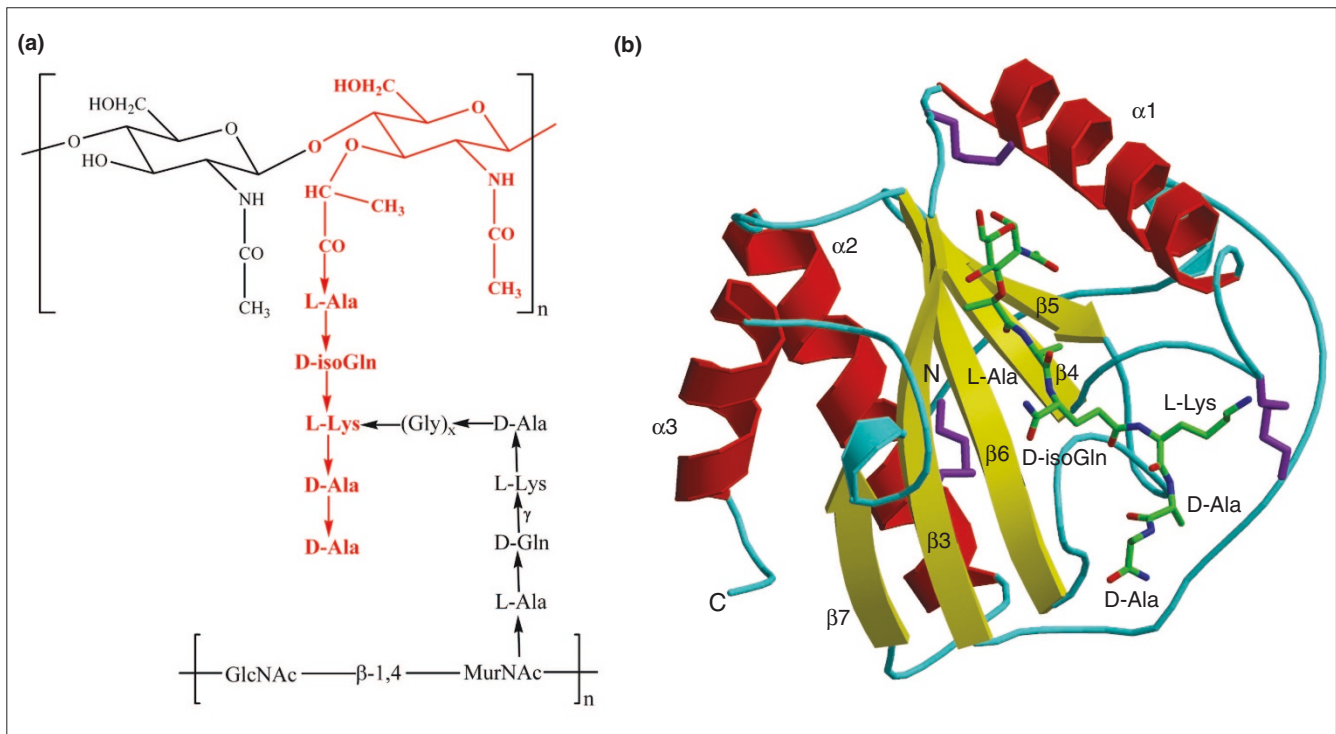 (a)
HOH₂C
O
O
HO
NH
CO
CH₃
HOH₂C
O
O
O
HC
CH₃
NH
CO
CH₃
CO
n
L-Ala
D-isoGln
L-Lys
(Gly)ₓ
D-Ala
D-Ala
L-Lys
γ
D-Ala
D-Gln
L-Ala
GlcNAc
β-1,4
MurNAc
n
(b)
α1
α2
β5
N
L-Ala
β4
L-Lys
α3
D-isoGln
β6
D-Ala
β3
C
D-Ala
β7